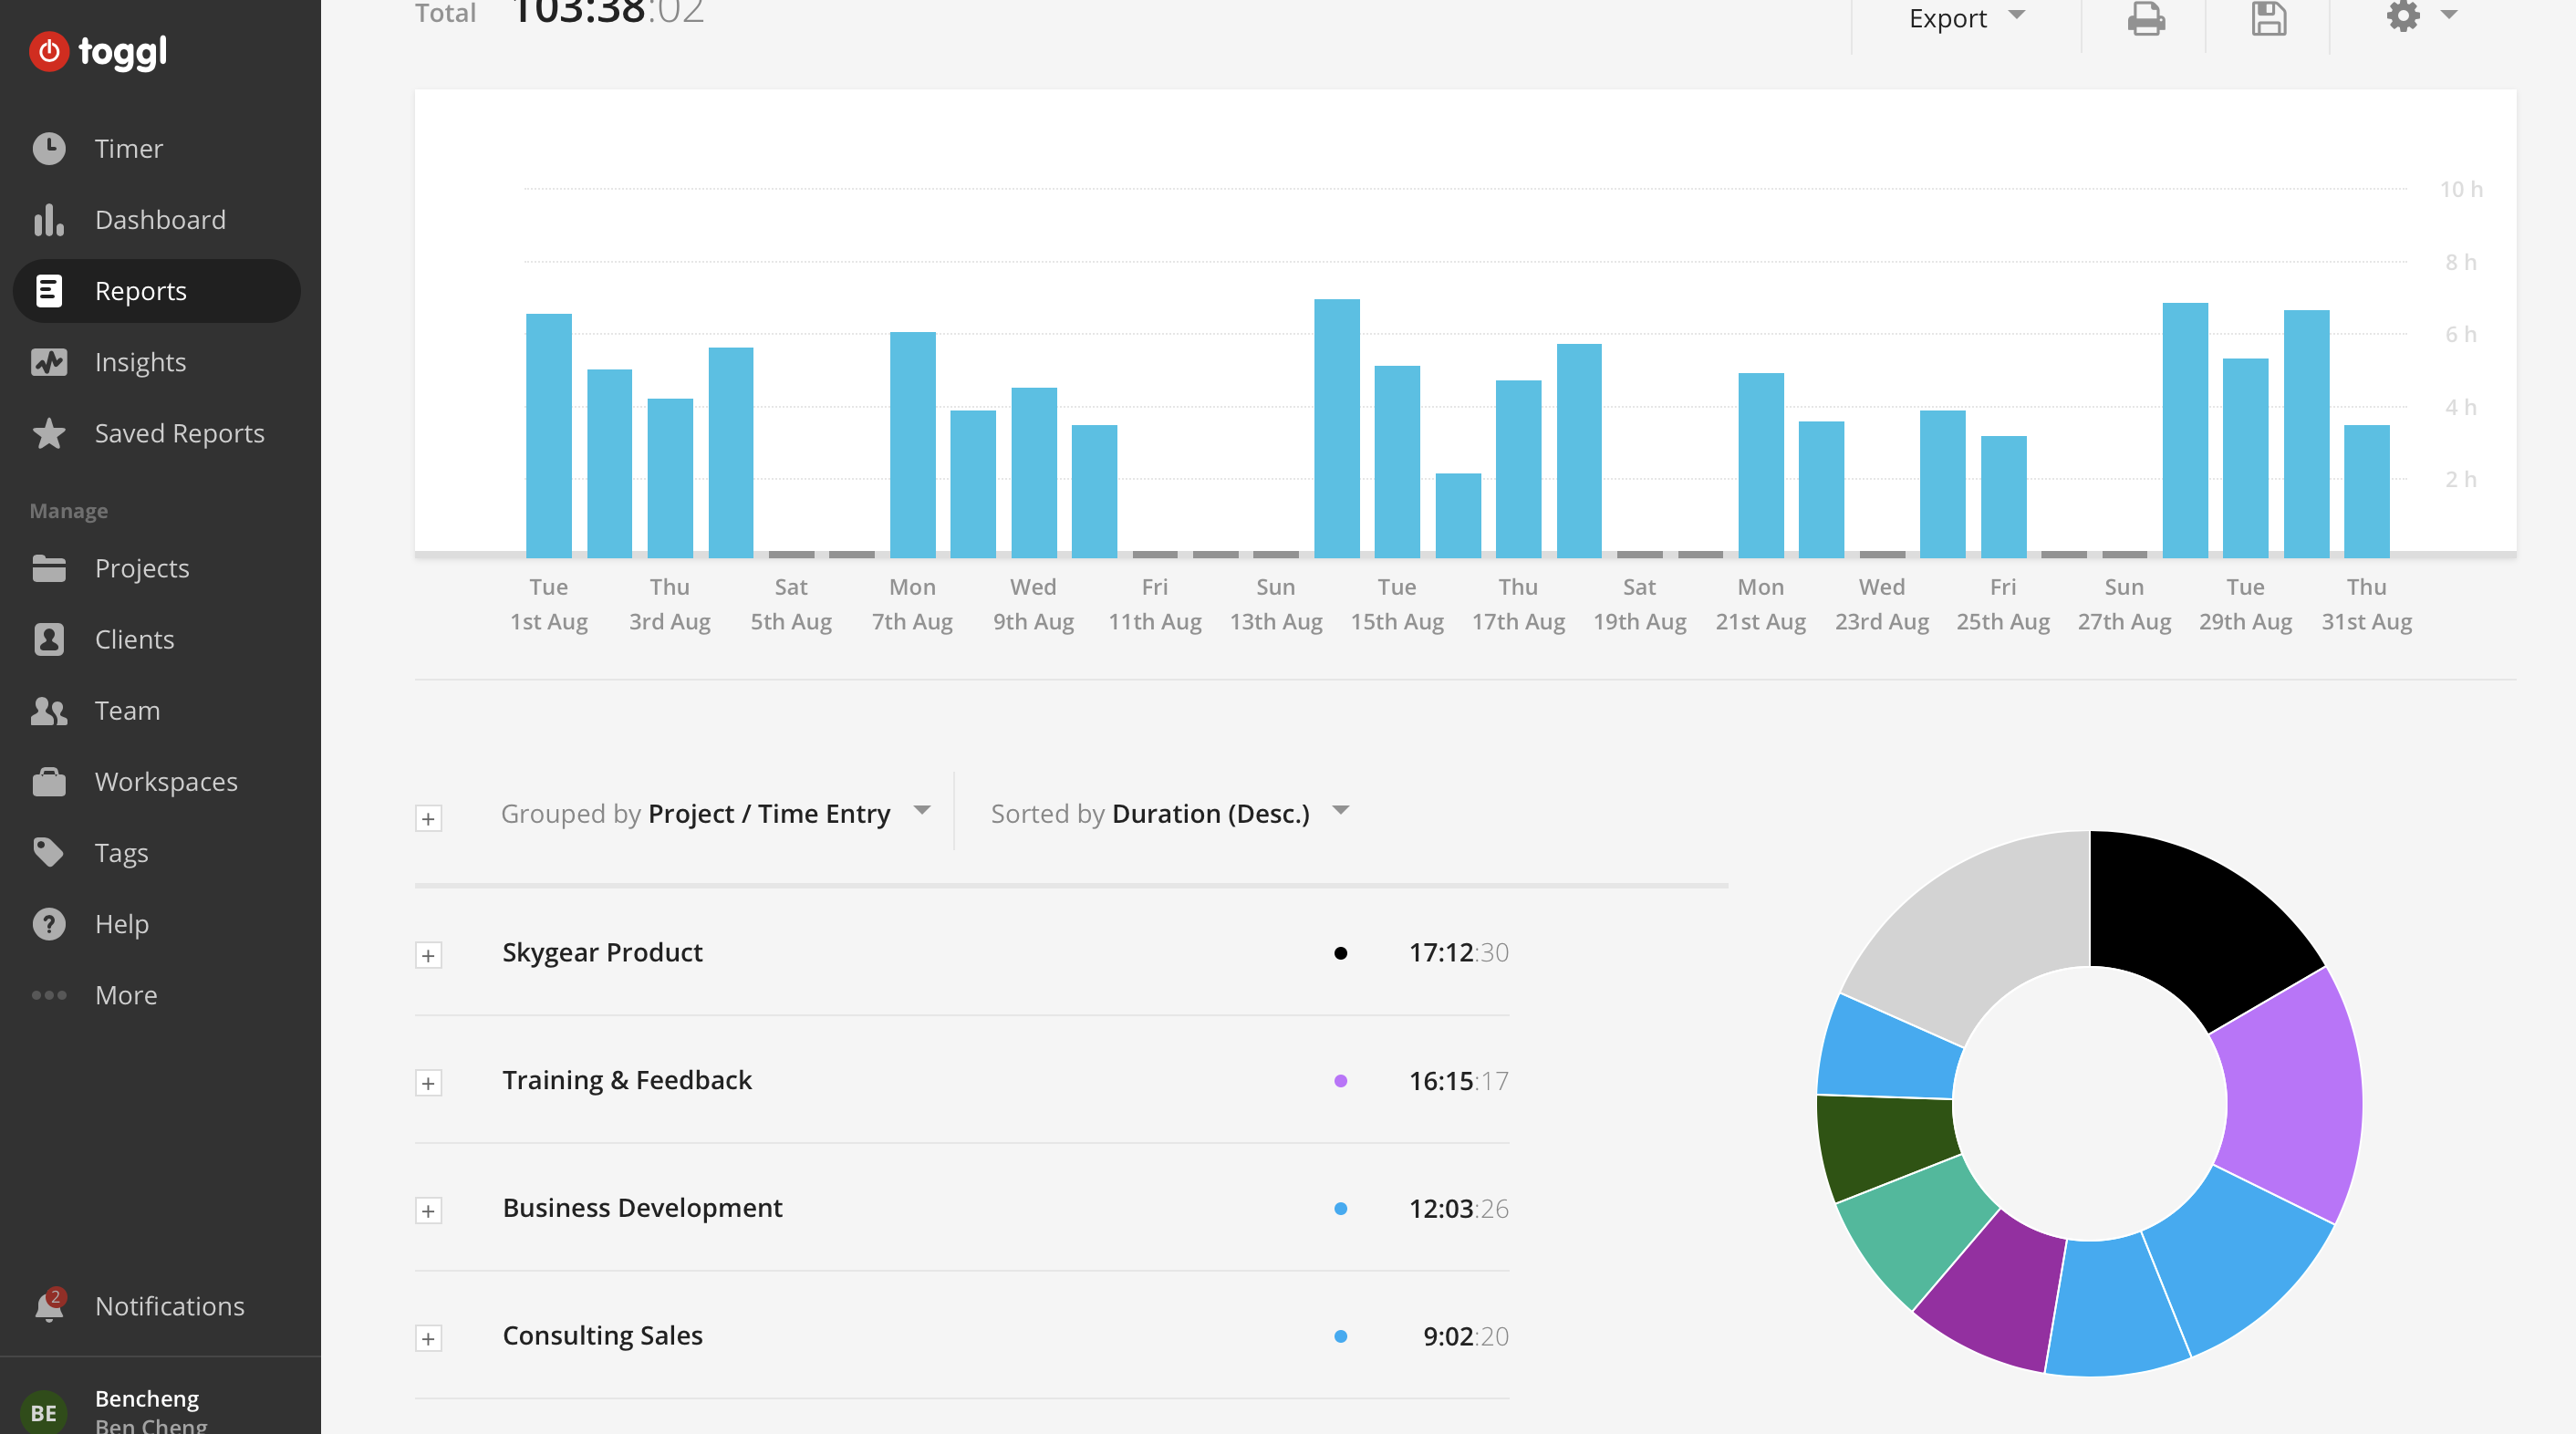 toggl
Timer
Dashboard
Reports
Insights
Saved Reports
Manage
Projects
Clients
Team
Workspaces
Tags
Help
More
2
Notifications
BE
Bencheng
Ben Cheng
Total 103:38:02
Export
10 h
8 h
6 h
4 h
2 h
Tue Thu Sat Mon Wed Fri Sun Tue Thu Sat Mon Wed Fri Sun Tue Thu
1st Aug 3rd Aug 5th Aug 7th Aug 9th Aug 11th Aug 13th Aug 15th Aug 17th Aug 19th Aug 21st Aug 23rd Aug 25th Aug 27th Aug 29th Aug 31st Aug
Grouped by Project / Time Entry Sorted by Duration (Desc.)
Skygear Product 17:12:30
Training & Feedback 16:15:17
Business Development 12:03:26
Consulting Sales 9:02:20